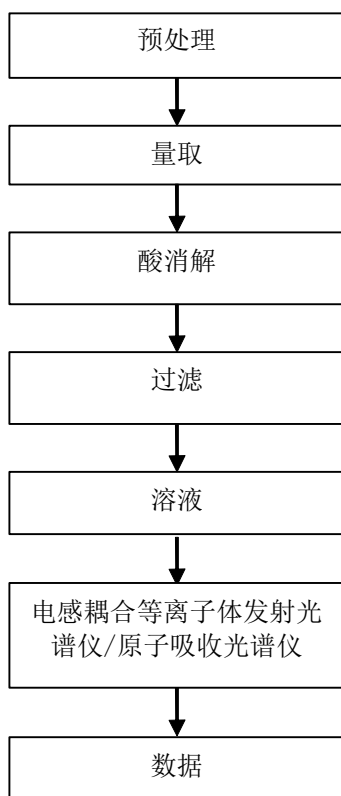 预处理
量取
酸消解
过滤
溶液
电感耦合等离子体发射光
谱仪/原子吸收光谱仪
数据